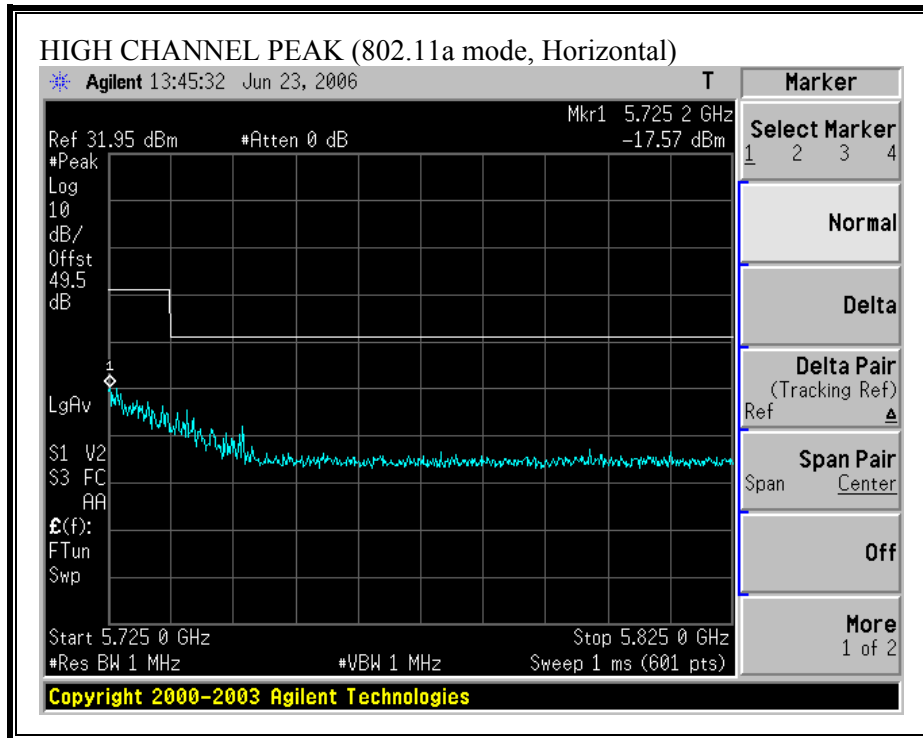 HIGH CHANNEL PEAK (802.11a mode, Horizontal)
Agilent 13:45:32 Jun 23, 2006 T
Mkr1 5.725 2 GHz
Ref 31.95 dBm #Atten 0 dB -17.57 dBm
#Peak
Log
10
dB/
Offst
49.5
dB
1
LgAv
S1 V2
S3 FC
AA
£(f):
FTun
Swp
Start 5.725 0 GHz Stop 5.825 0 GHz
#Res BW 1 MHz #VBW 1 MHz Sweep 1 ms (601 pts)
Copyright 2000-2003 Agilent Technologies
Marker
Select Marker
1 2 3 4
Normal
Delta
Delta Pair
(Tracking Ref)
Ref Δ
Span Pair
Span Center
Off
More
1 of 2